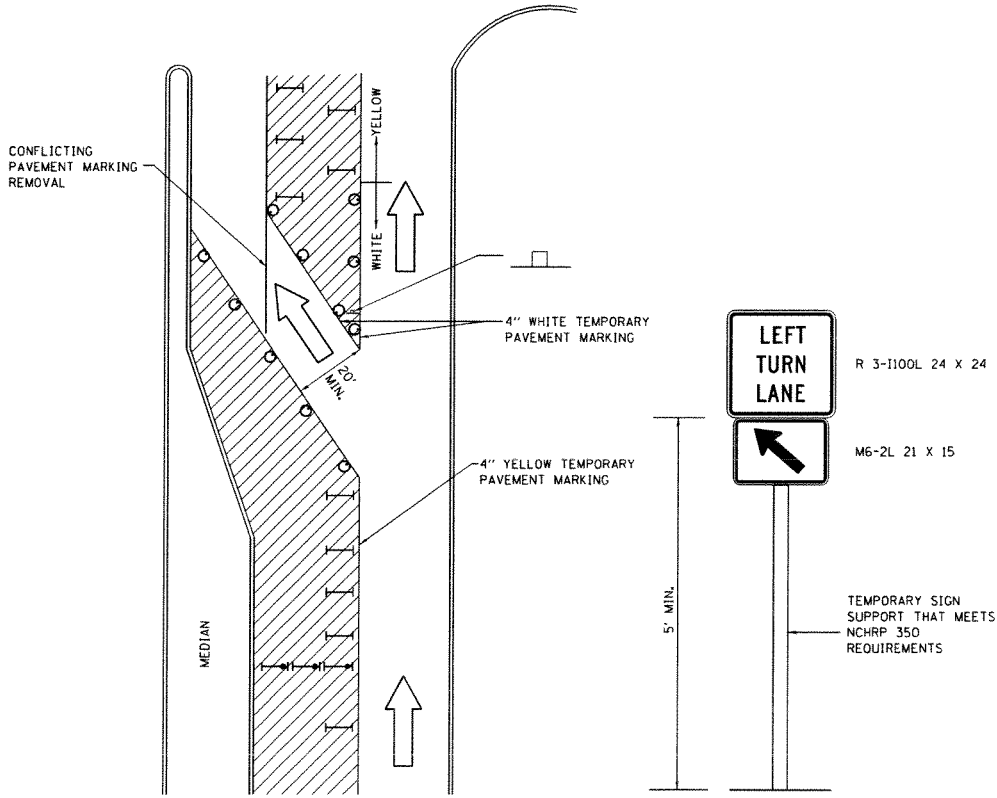 CONFLICTING
PAVEMENT MARKING
REMOVAL
YELLOW
WHITE
4" WHITE TEMPORARY
PAVEMENT MARKING
20'
MIN.
4" YELLOW TEMPORARY
PAVEMENT MARKING
MEDIAN
LEFT
TURN
LANE
R 3-I100L 24 X 24
M6-2L 21 X 15
5' MIN.
TEMPORARY SIGN
SUPPORT THAT MEETS
NCHRP 350
REQUIREMENTS